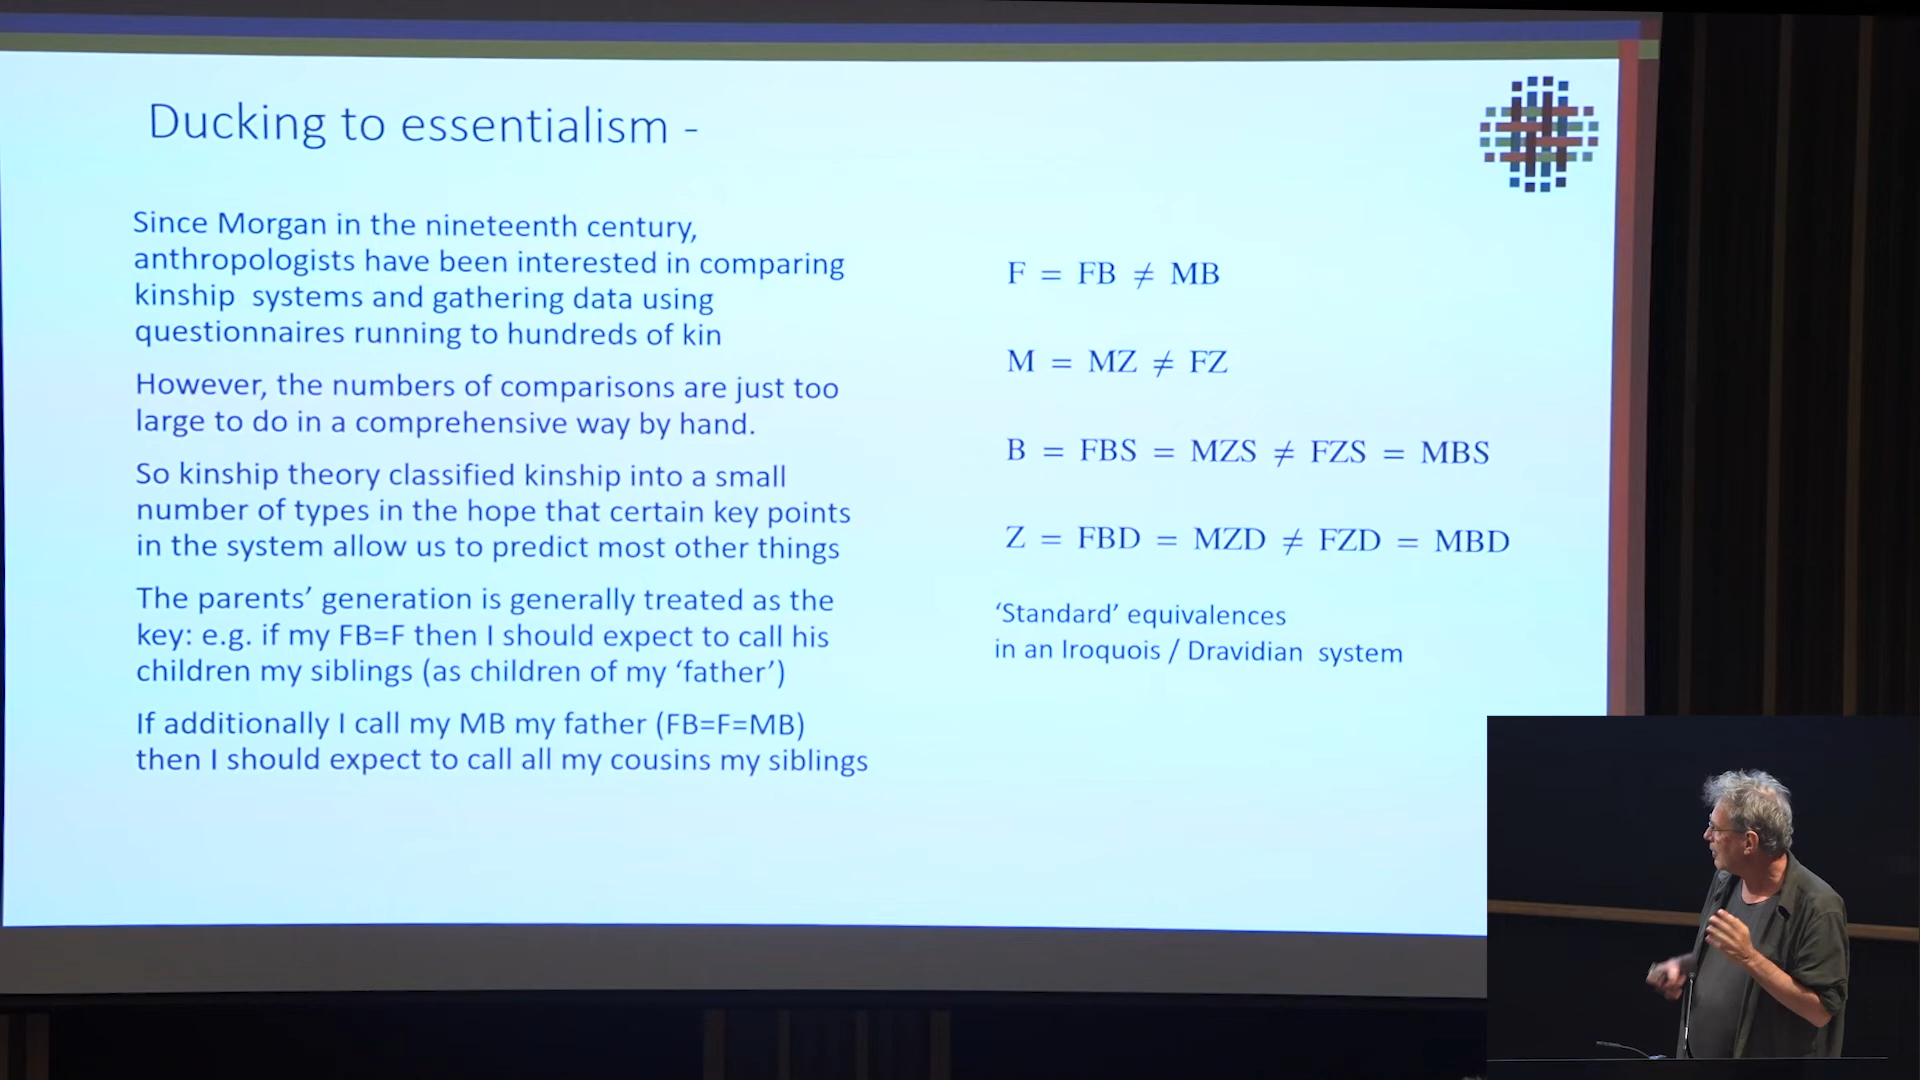 Ducking to essentialism -
Since Morgan in the nineteenth century,
anthropologists have been interested in comparing
kinship systems and gathering data using
questionnaires running to hundreds of kin
However, the numbers of comparisons are just too
large to do in a comprehensive way by hand.
So kinship theory classified kinship into a small
number of types in the hope that certain key points
in the system allow us to predict most other things
The parents’ generation is generally treated as the
key: e.g. if my FB=F then I should expect to call his
children my siblings (as children of my ‘father’)
If additionally I call my MB my father (FB=F=MB)
then I should expect to call all my cousins my siblings
F = FB ≠ MB
M = MZ ≠ FZ
B = FBS = MZS ≠ FZS = MBS
Z = FBD = MZD ≠ FZD = MBD
‘Standard’ equivalences
in an Iroquois / Dravidian system